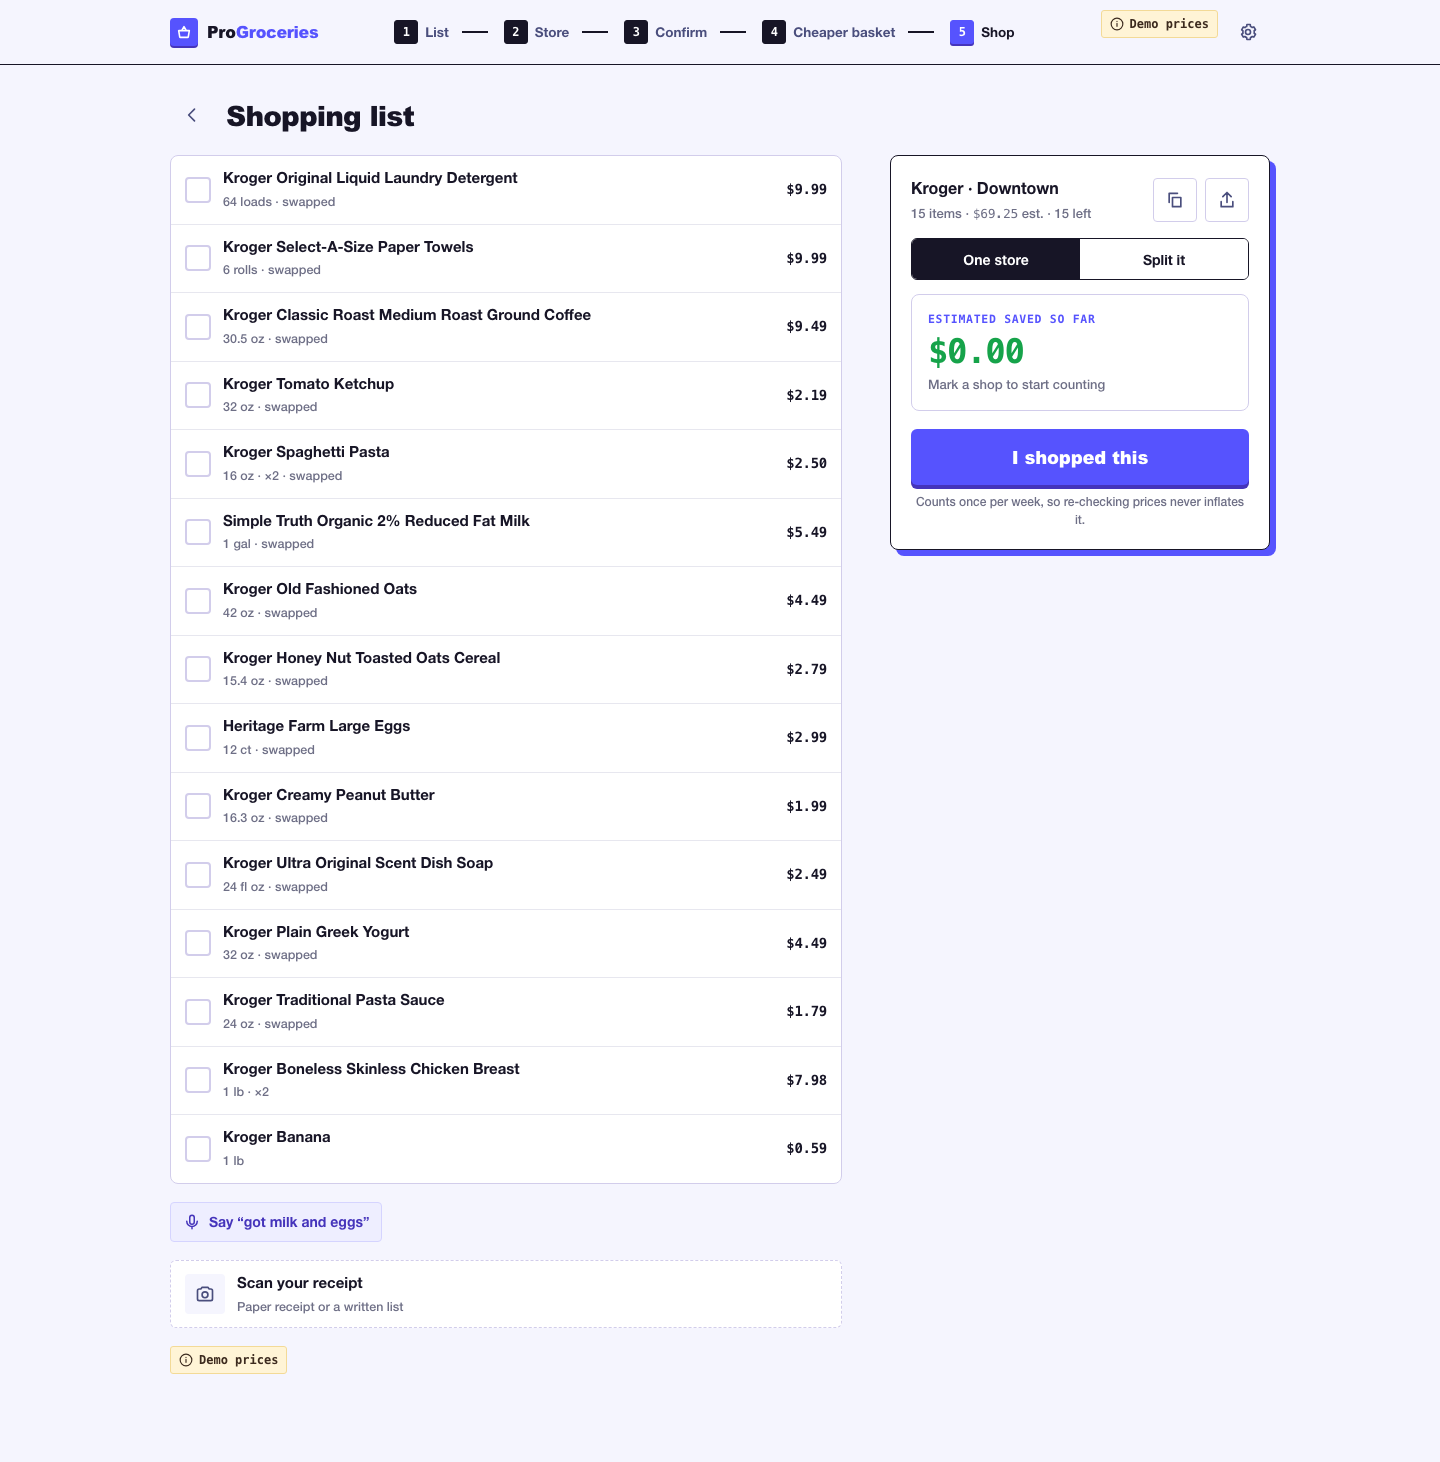 ProGroceries
1 List
2 Store
3 Confirm
4 Cheaper basket
5 Shop
Demo prices
Shopping list
Kroger Original Liquid Laundry Detergent
64 loads · swapped
$9.99
Kroger Select-A-Size Paper Towels
6 rolls · swapped
$9.99
Kroger Classic Roast Medium Roast Ground Coffee
30.5 oz · swapped
$9.49
Kroger Tomato Ketchup
32 oz · swapped
$2.19
Kroger Spaghetti Pasta
16 oz · ×2 · swapped
$2.50
Simple Truth Organic 2% Reduced Fat Milk
1 gal · swapped
$5.49
Kroger Old Fashioned Oats
42 oz · swapped
$4.49
Kroger Honey Nut Toasted Oats Cereal
15.4 oz · swapped
$2.79
Heritage Farm Large Eggs
12 ct · swapped
$2.99
Kroger Creamy Peanut Butter
16.3 oz · swapped
$1.99
Kroger Ultra Original Scent Dish Soap
24 fl oz · swapped
$2.49
Kroger Plain Greek Yogurt
32 oz · swapped
$4.49
Kroger Traditional Pasta Sauce
24 oz · swapped
$1.79
Kroger Boneless Skinless Chicken Breast
1 lb · ×2
$7.98
Kroger Banana
1 lb
$0.59
Say “got milk and eggs”
Scan your receipt
Paper receipt or a written list
Demo prices
Kroger · Downtown
15 items · $69.25 est. · 15 left
One store
Split it
ESTIMATED SAVED SO FAR
$0.00
Mark a shop to start counting
I shopped this
Counts once per week, so re-checking prices never inflates
it.